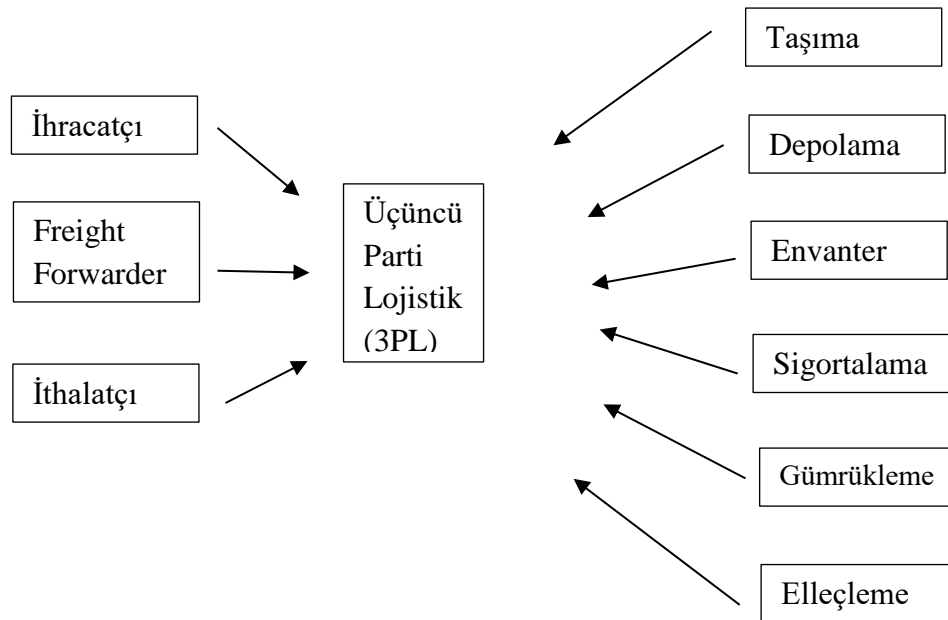 İhracatçı
Freight
Forwarder
İthalatçı
Üçüncü
Parti
Lojistik
(3PL)
Taşıma
Depolama
Envanter
Sigortalama
Gümrükleme
Elleçleme